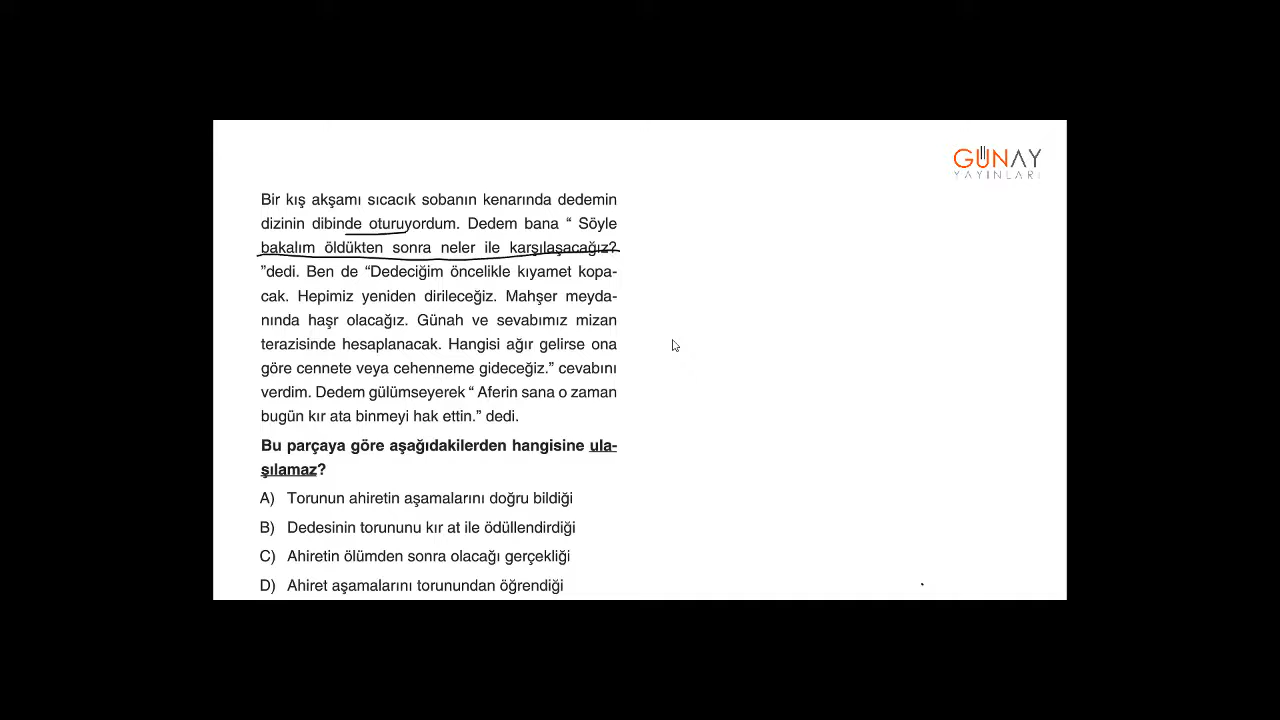 GÜNAY
YAYINLARI
Bir kış akşamı sıcacık sobanın kenarında dedemin
dizinin dibinde oturuyordum. Dedem bana “ Söyle
bakalım öldükten sonra neler ile karşılaşacağız?
”dedi. Ben de “Dedeciğim öncelikle kıyamet kopa-
cak. Hepimiz yeniden dirileceğiz. Mahşer meyda-
nında haşr olacağız. Günah ve sevabımız mizan
terazisinde hesaplanacak. Hangisi ağır gelirse ona
göre cennete veya cehenneme gideceğiz.” cevabını
verdim. Dedem gülümseyerek “ Aferin sana o zaman
bugün kır ata binmeyi hak ettin.” dedi.
Bu parçaya göre aşağıdakilerden hangisine ula-
şılamaz?
A) Torunun ahiretin aşamalarını doğru bildiği
B) Dedesinin torununu kır at ile ödüllendirdiği
C) Ahiretin ölümden sonra olacağı gerçekliği
D) Ahiret aşamalarını torunundan öğrendiği